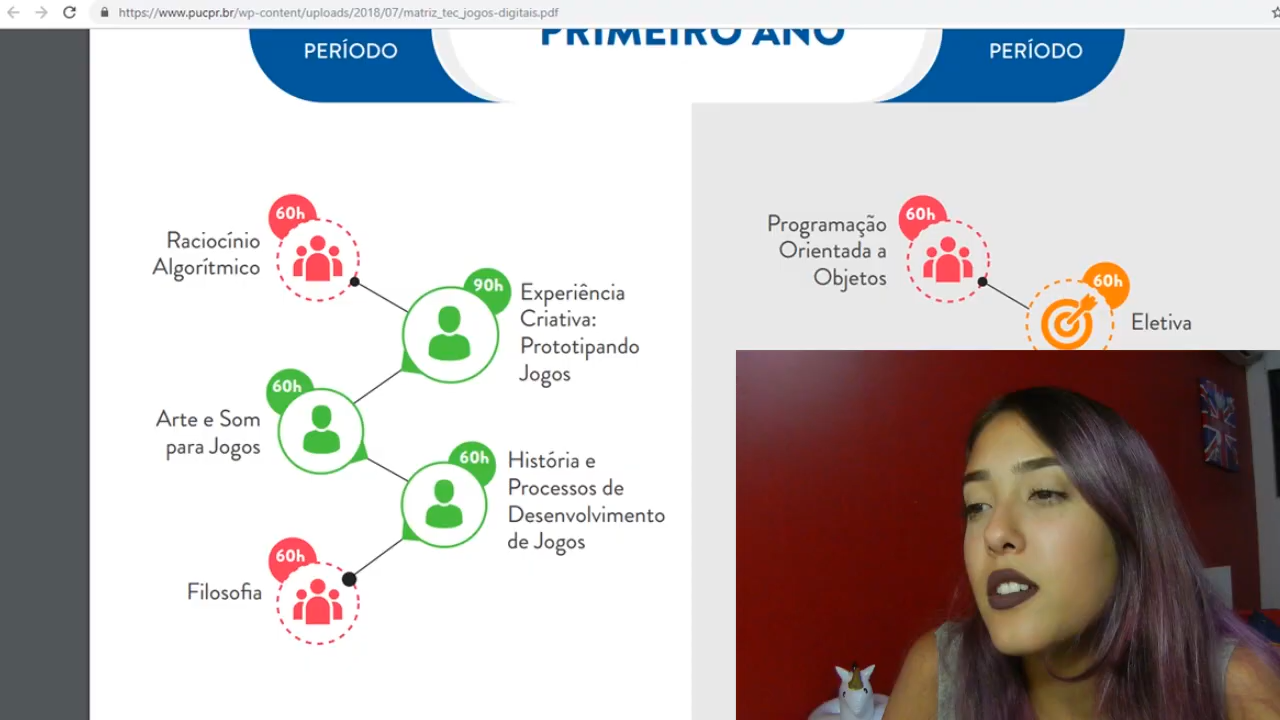 https://www.pucpr.br/wp-content/uploads/2018/07/matriz_tec_jogos-digitais.pdf
PERÍODO
PRIMEIRO ANO
PERÍODO
60h
Raciocínio
Algorítmico
90h
Experiência
Criativa:
Prototipando
Jogos
60h
Arte e Som
para Jogos
60h
História e
Processos de
Desenvolvimento
de Jogos
60h
Filosofia
60h
Programação
Orientada a
Objetos
60h
Eletiva